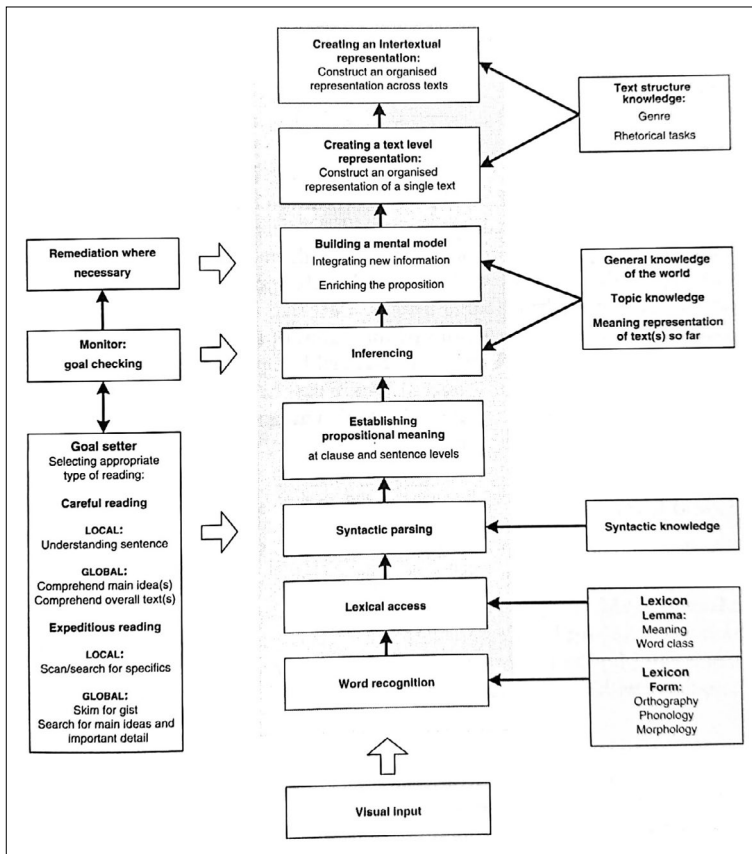 Creating an Intertextual
representation:
Construct an organised
representation across texts
Text structure
knowledge:
Genre
Rhetorical tasks
Creating a text level
representation:
Construct an organised
representation of a single text
Remediation where
necessary
Building a mental model
Integrating new information
Enriching the proposition
General knowledge
of the world
Topic knowledge
Meaning representation
of text(s) so far
Monitor:
goal checking
Inferencing
Establishing
propositional meaning
at clause and sentence levels
Goal setter
Selecting appropriate
type of reading:
Careful reading
LOCAL:
Understanding sentence
GLOBAL:
Comprehend main idea(s)
Comprehend overall text(s)
Expeditious reading
LOCAL:
Scan/search for specifics
GLOBAL:
Skim for gist
Search for main ideas and
important detail
Syntactic parsing
Syntactic knowledge
Lexical access
Lexicon
Lemma:
Meaning
Word class
Word recognition
Lexicon
Form:
Orthography
Phonology
Morphology
Visual input